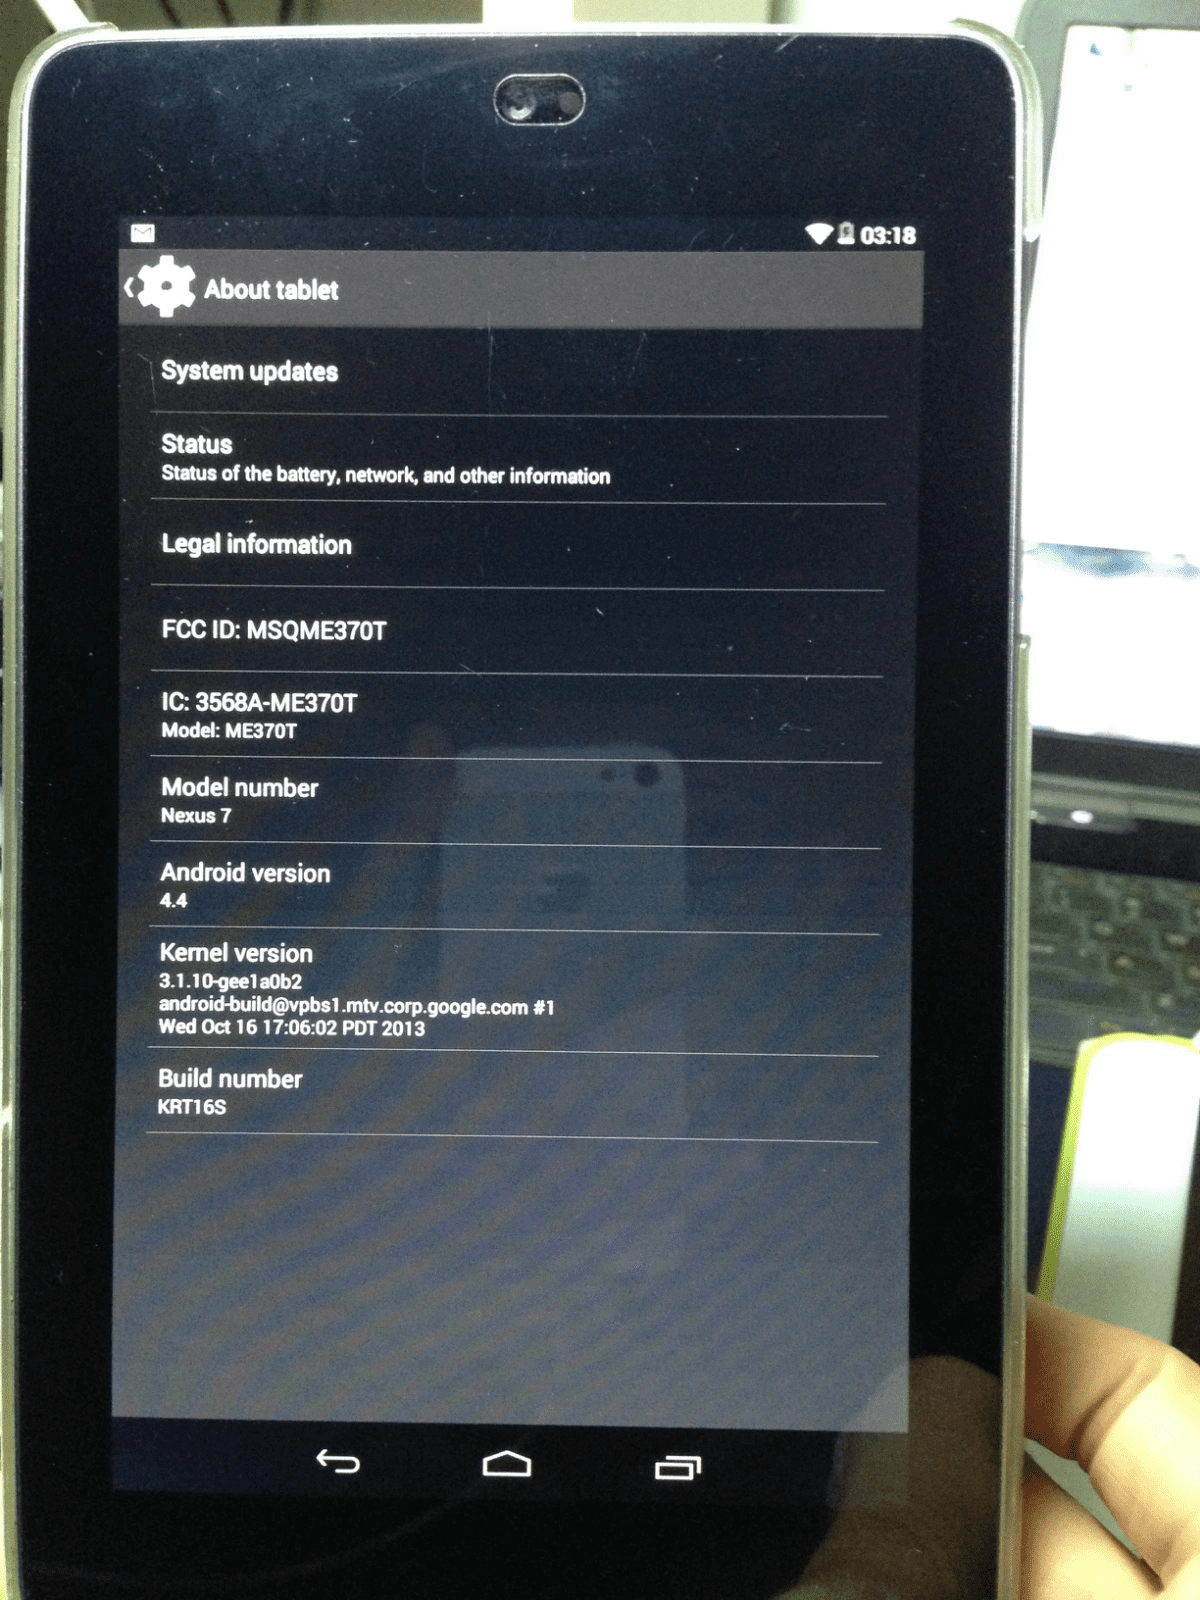 03:18
About tablet
System updates
Status
Status of the battery, network, and other information
Legal information
FCC ID: MSQME370T
IC: 3568A-ME370T
Model: ME370T
Model number
Nexus 7
Android version
4.4
Kernel version
3.1.10-gee1a0b2
android-build@vpbs1.mtv.corp.google.com #1
Wed Oct 16 17:06:02 PDT 2013
Build number
KRT16S